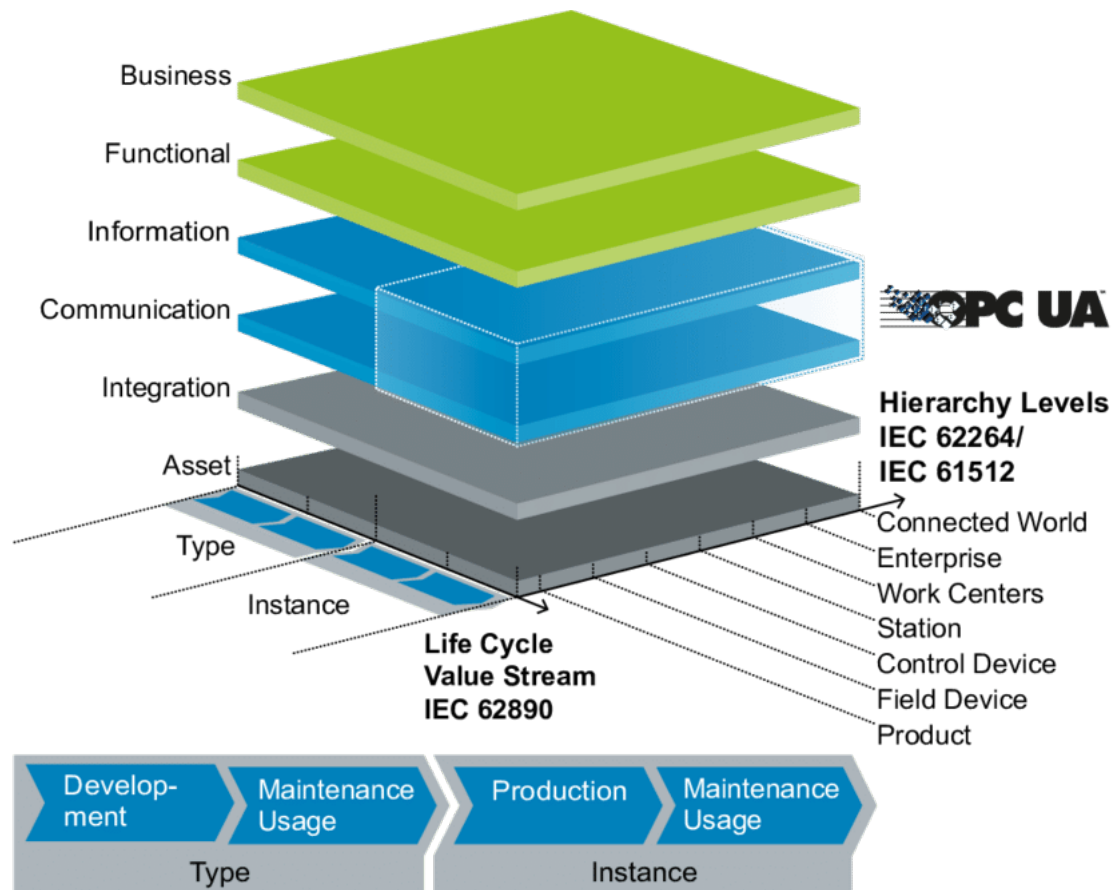 Business
Functional
Information
Communication
Integration
Asset
OPC UA™
Hierarchy Levels
IEC 62264/
IEC 61512
Connected World
Enterprise
Work Centers
Station
Control Device
Field Device
Product
Type
Instance
Life Cycle
Value Stream
IEC 62890
Develop-
ment
Maintenance
Usage
Production
Maintenance
Usage
Type
Instance